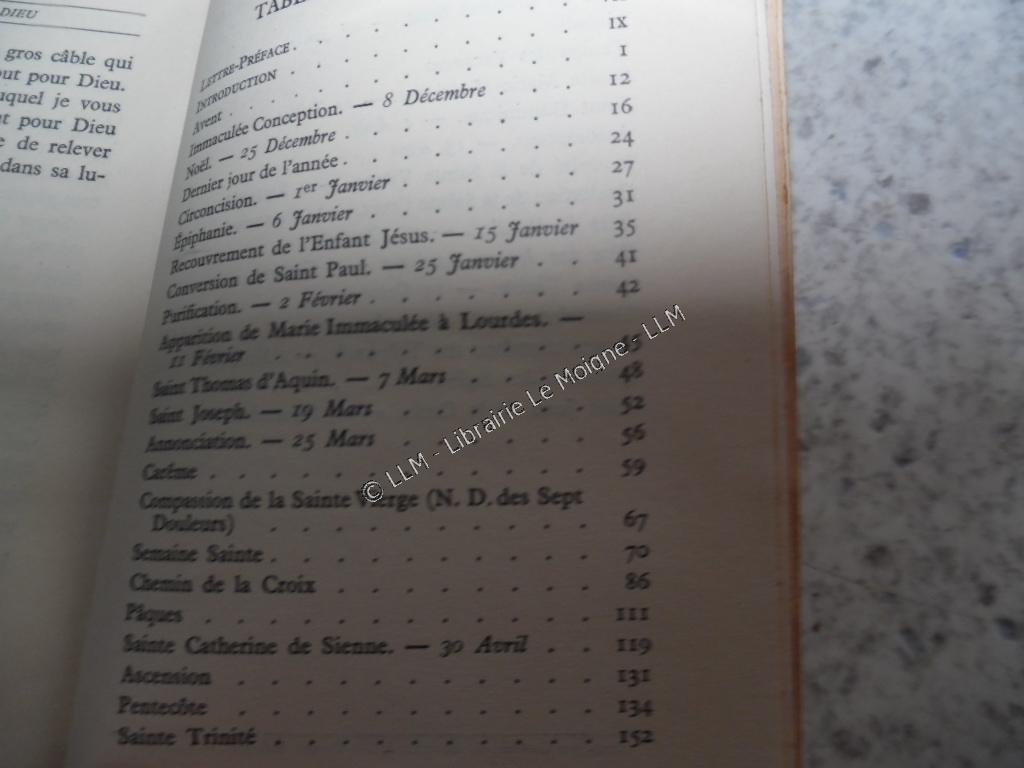 DIEU
gros câble qui
pour Dieu.
je vous
pour Dieu
de relever
dans sa lu-
LETTRE-PRÉFACE. . . .
INTRODUCTION . . . . IX
Avent . . . . 1
Immaculée Conception. — 8 Décembre . . . 12
Noël. — 25 Décembre . . . . 16
Dernier jour de l'année . . . . 24
Circoncision. — 1er Janvier . . . . 27
Épiphanie. — 6 Janvier . . . . 31
Recouvrement de l'Enfant Jésus. — 15 Janvier 35
Conversion de Saint Paul. — 25 Janvier . . 41
Purification. — 2 Février . . . . 42
Apparition de Marie Immaculée à Lourdes. —
11 Février . . . .
Saint Thomas d'Aquin. — 7 Mars . . . . 48
Saint Joseph. — 19 Mars . . . . 52
Annonciation. — 25 Mars . . . . 56
Carême . . . . 59
Compassion de la Sainte Vierge (N. D. des Sept
Douleurs) . . . . 67
Semaine Sainte . . . . 70
Chemin de la Croix . . . . 86
Pâques . . . . 111
Sainte Catherine de Sienne. — 30 Avril . . 119
Ascension . . . . 131
Pentecôte . . . . 134
Sainte Trinité . . . . 152
© LLM - Librairie Le Moigne - LLM